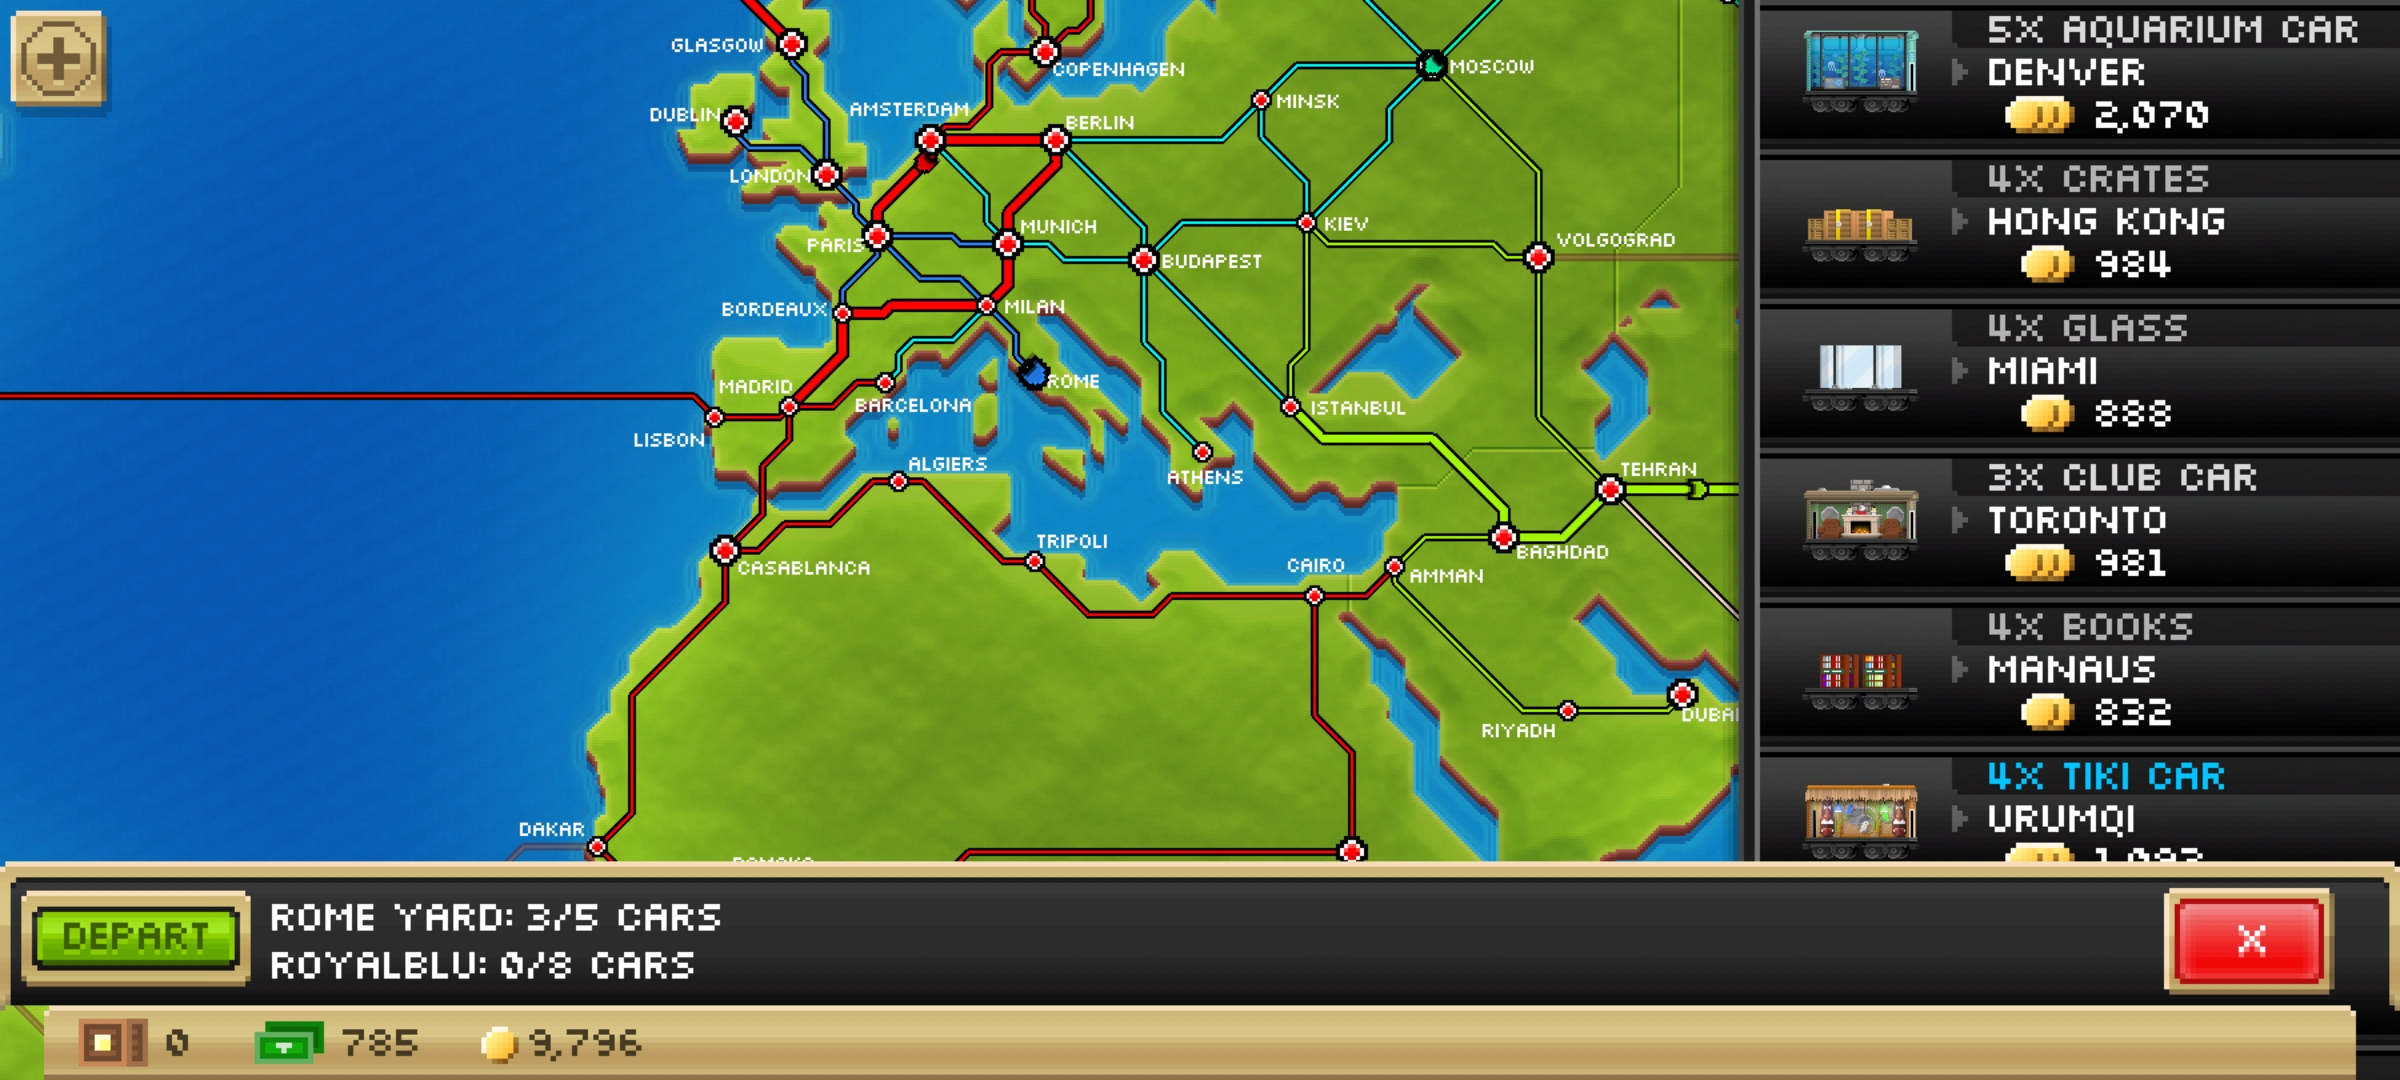 GLASGOW
COPENHAGEN
MOSCOW
DUBLIN
AMSTERDAM
MINSK
BERLIN
LONDON
PARIS
MUNICH
KIEV
VOLGOGRAD
BUDAPEST
BORDEAUX
MILAN
MADRID
ROME
BARCELONA
ISTANBUL
LISBON
ALGIERS
ATHENS
TEHRAN
TRIPOLI
BAGHDAD
CASABLANCA
CAIRO
AMMAN
RIYADH
DUBAI
DAKAR
BAMAKO
5X AQUARIUM CAR
DENVER
2,070
4X CRATES
HONG KONG
984
4X GLASS
MIAMI
888
3X CLUB CAR
TORONTO
981
4X BOOKS
MANAUS
832
4X TIKI CAR
URUMQI
DEPART
ROME YARD: 3/5 CARS
ROYALBLU: 0/8 CARS
X
0
785
9,796